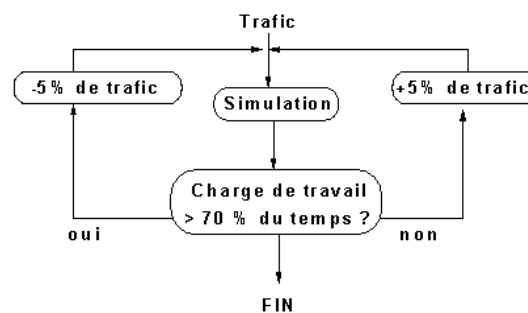 Trafic
-5% de trafic
+5% de trafic
Simulation
Charge de travail
> 70 % du temps ?
oui
non
FIN